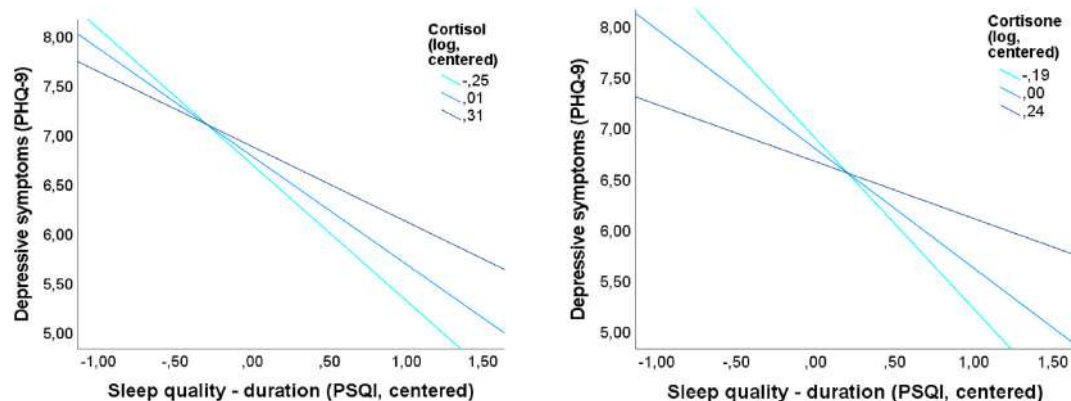 8,00
7,50
7,00
6,50
6,00
5,50
5,00
Depressive symptoms (PHQ-9)
Cortisol
(log,
centered)
-,25
,01
,31
-1,00 -,50 ,00 ,50 1,00 1,50
Sleep quality - duration (PSQI, centered)
8,00
7,50
7,00
6,50
6,00
5,50
5,00
Depressive symptoms (PHQ-9)
Cortisone
(log,
centered)
-,19
,00
,24
-1,00 -,50 ,00 ,50 1,00 1,50
Sleep quality - duration (PSQI, centered)